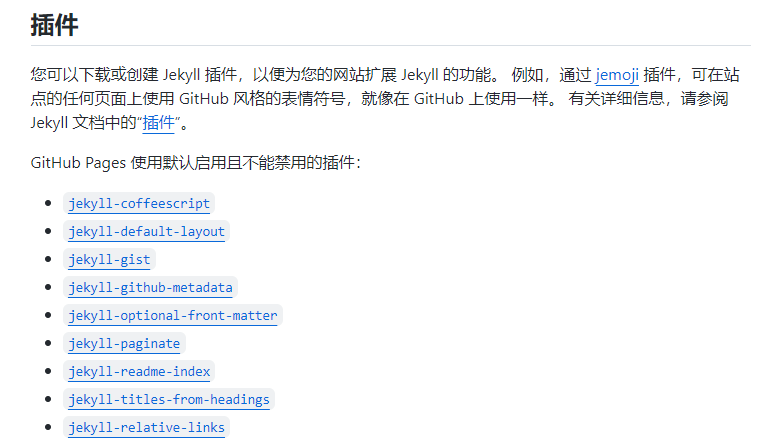 插件
您可以下载或创建 Jekyll 插件，以便为您的网站扩展 Jekyll 的功能。 例如，通过 jemoji 插件，可在站
点的任何页面上使用 GitHub 风格的表情符号，就像在 GitHub 上使用一样。 有关详细信息，请参阅
Jekyll 文档中的“插件”。
GitHub Pages 使用默认启用且不能禁用的插件：
jekyll-coffeescript
jekyll-default-layout
jekyll-gist
jekyll-github-metadata
jekyll-optional-front-matter
jekyll-paginate
jekyll-readme-index
jekyll-titles-from-headings
jekyll-relative-links